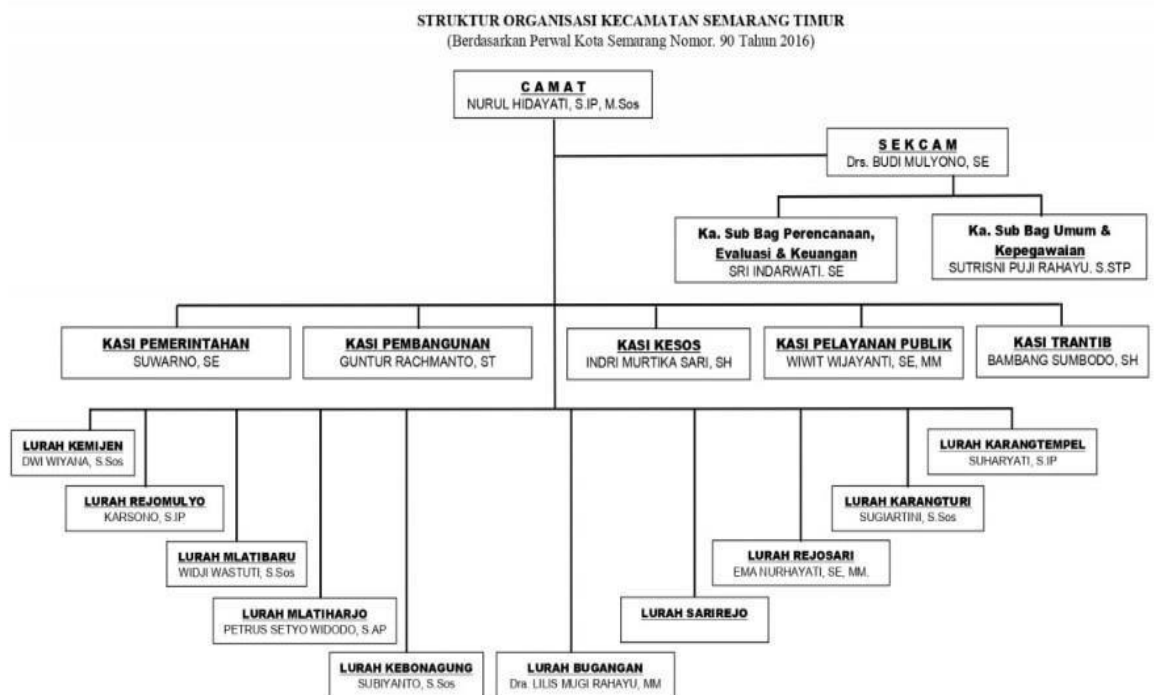 STRUKTUR ORGANISASI KECAMATAN SEMARANG TIMUR
(Berdasarkan Perwal Kota Semarang Nomor. 90 Tahun 2016)
C A M A T
NURUL HIDAYATI, S.IP, M.Sos
S E K C A M
Drs. BUDI MULYONO, SE
Ka. Sub Bag Perencanaan,
Evaluasi & Keuangan
SRI INDARWATI. SE
Ka. Sub Bag Umum &
Kepegawaian
SUTRISNI PUJI RAHAYU. S.STP
KASI PEMERINTAHAN
SUWARNO, SE
KASI PEMBANGUNAN
GUNTUR RACHMANTO, ST
KASI KESOS
INDRI MURTIKA SARI, SH
KASI PELAYANAN PUBLIK
WIWIT WIJAYANTI, SE, MM
KASI TRANTIB
BAMBANG SUMBODO, SH
LURAH KEMIJEN
DWI WIYANA, S.Sos
LURAH REJOMULYO
KARSONO, S.IP
LURAH MLATIBARU
WIDJI WASTUTI, S.Sos
LURAH MLATIHARJO
PETRUS SETYO WIDODO, S.AP
LURAH KEBONAGUNG
SUBIYANTO, S.Sos
LURAH BUGANGAN
Dra. LILIS MUGI RAHAYU, MM
LURAH SARIREJO
LURAH REJOSARI
EMA NURHAYATI, SE, MM.
LURAH KARANGTURI
SUGIARTINI, S.Sos
LURAH KARANGTEMPEL
SUHARYATI, S.IP